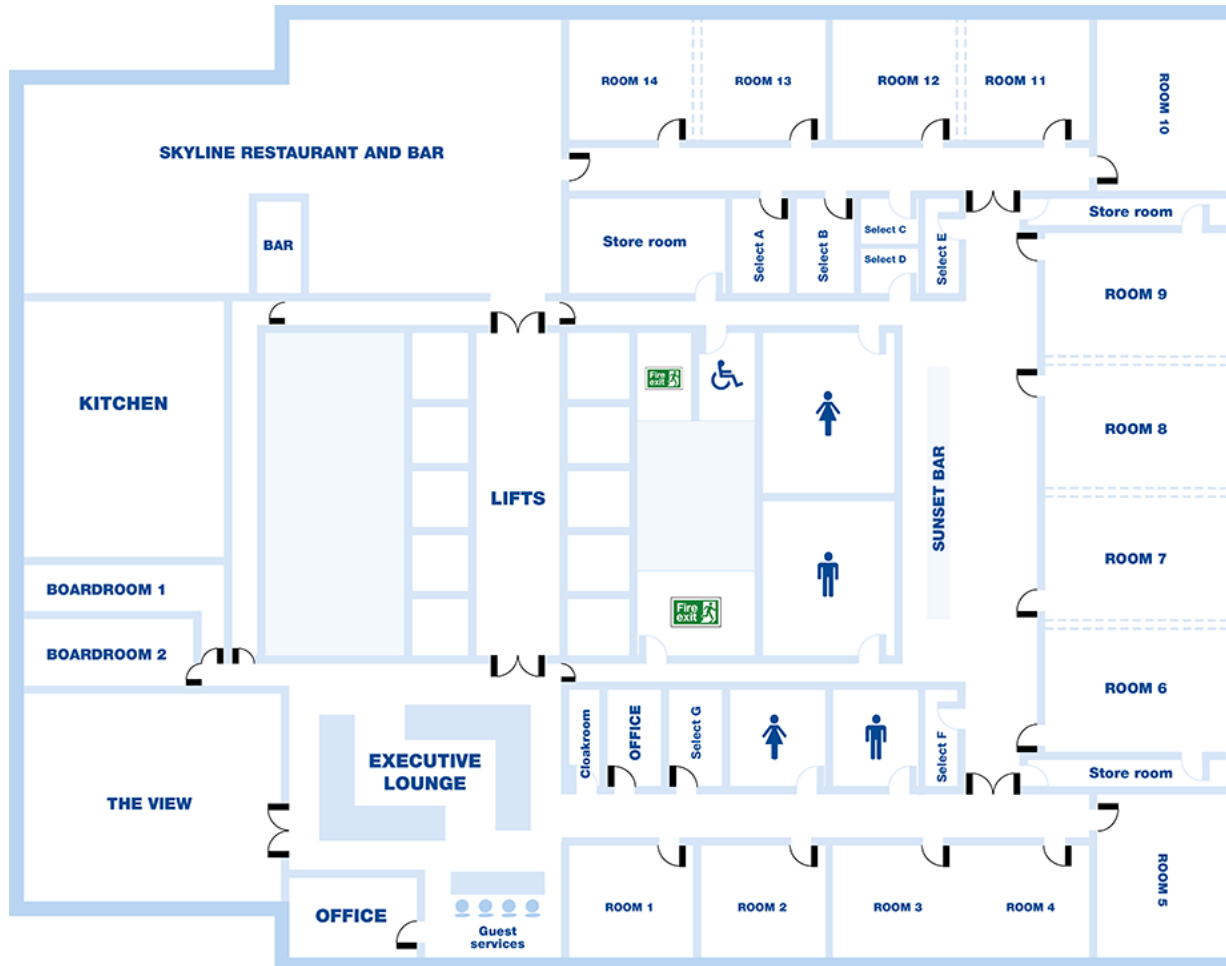 ROOM 14
ROOM 13
ROOM 12
ROOM 11
ROOM 10
SKYLINE RESTAURANT AND BAR
BAR
Store room
Select A
Select B
Select C
Select D
Select E
Store room
ROOM 9
KITCHEN
Fire
exit
ROOM 8
LIFTS
SUNSET BAR
ROOM 7
BOARDROOM 1
Fire
exit
BOARDROOM 2
ROOM 6
Cloakroom
OFFICE
Select G
Select F
Store room
EXECUTIVE
LOUNGE
THE VIEW
ROOM 5
OFFICE
Guest
services
ROOM 1
ROOM 2
ROOM 3
ROOM 4